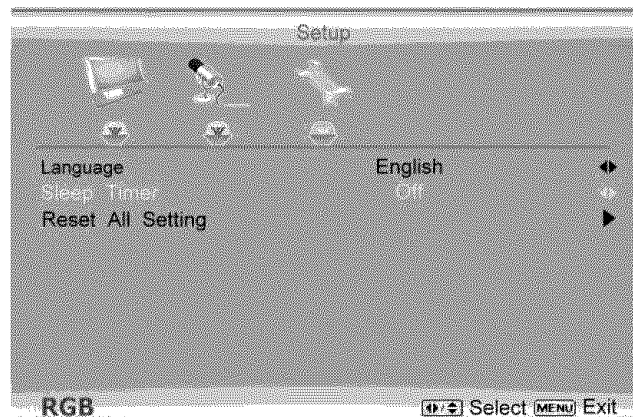 Setup
Language English
Sleep Timer Off
Reset All Setting
RGB Select MENU Exit